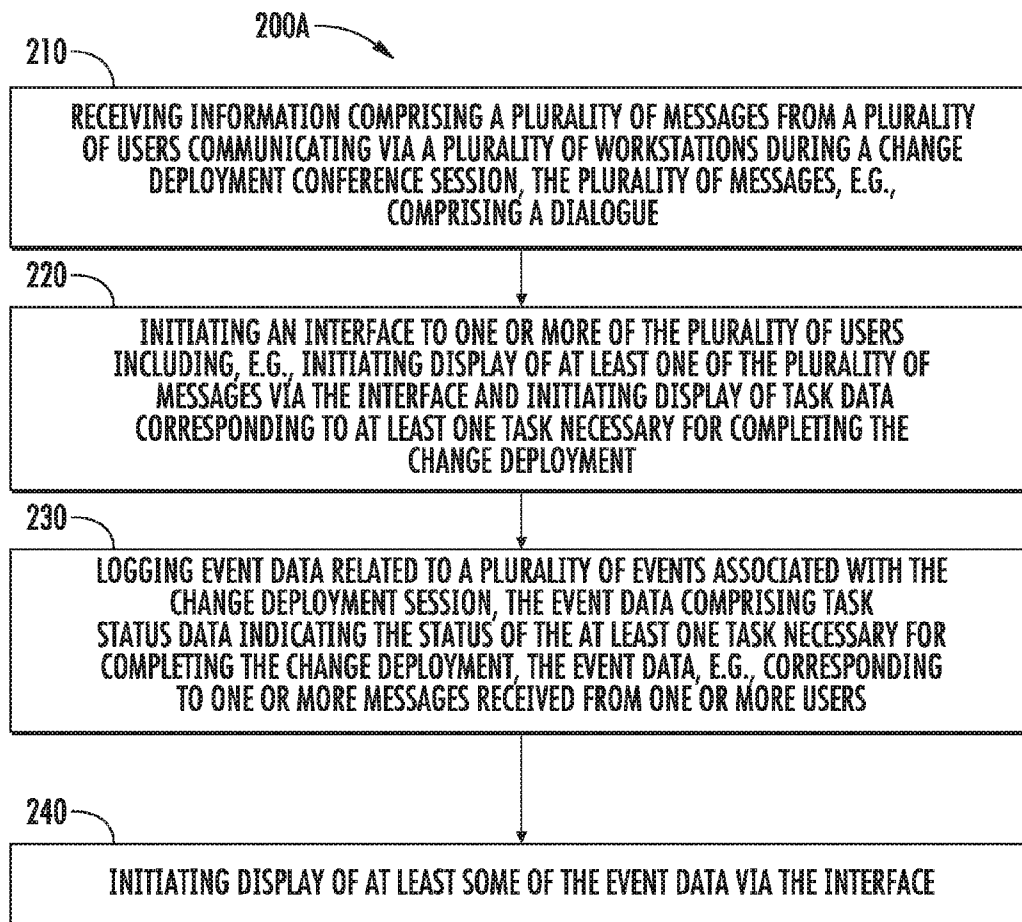 200A
210
RECEIVING INFORMATION COMPRISING A PLURALITY OF MESSAGES FROM A PLURALITY
OF USERS COMMUNICATING VIA A PLURALITY OF WORKSTATIONS DURING A CHANGE
DEPLOYMENT CONFERENCE SESSION, THE PLURALITY OF MESSAGES, E.G.,
COMPRISING A DIALOGUE
220
INITIATING AN INTERFACE TO ONE OR MORE OF THE PLURALITY OF USERS
INCLUDING, E.G., INITIATING DISPLAY OF AT LEAST ONE OF THE PLURALITY OF
MESSAGES VIA THE INTERFACE AND INITIATING DISPLAY OF TASK DATA
CORRESPONDING TO AT LEAST ONE TASK NECESSARY FOR COMPLETING THE
CHANGE DEPLOYMENT
230
LOGGING EVENT DATA RELATED TO A PLURALITY OF EVENTS ASSOCIATED WITH THE
CHANGE DEPLOYMENT SESSION, THE EVENT DATA COMPRISING TASK
STATUS DATA INDICATING THE STATUS OF THE AT LEAST ONE TASK NECESSARY FOR
COMPLETING THE CHANGE DEPLOYMENT, THE EVENT DATA, E.G., CORRESPONDING
TO ONE OR MORE MESSAGES RECEIVED FROM ONE OR MORE USERS
240
INITIATING DISPLAY OF AT LEAST SOME OF THE EVENT DATA VIA THE INTERFACE